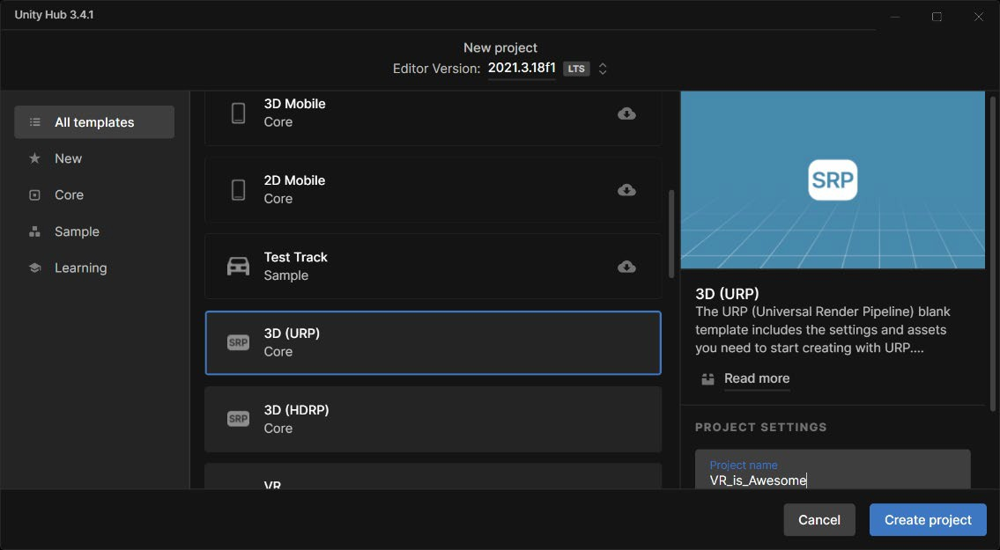 Unity Hub 3.4.1
New project
Editor Version: 2021.3.18f1 LTS
All templates
New
Core
Sample
Learning
3D Mobile
Core
2D Mobile
Core
Test Track
Sample
SRP
3D (URP)
Core
SRP
3D (HDRP)
Core
VR
SRP
3D (URP)
The URP (Universal Render Pipeline) blank
template includes the settings and assets
you need to start creating with URP....
Read more
PROJECT SETTINGS
Project name
VR_is_Awesome
Cancel
Create project